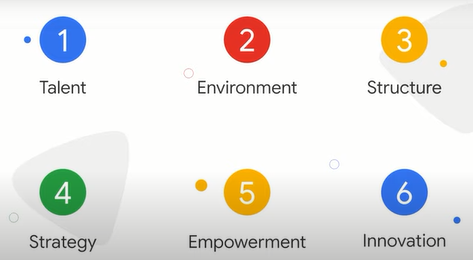 1
2
3
Talent
Environment
Structure
4
5
6
Strategy
Empowerment
Innovation